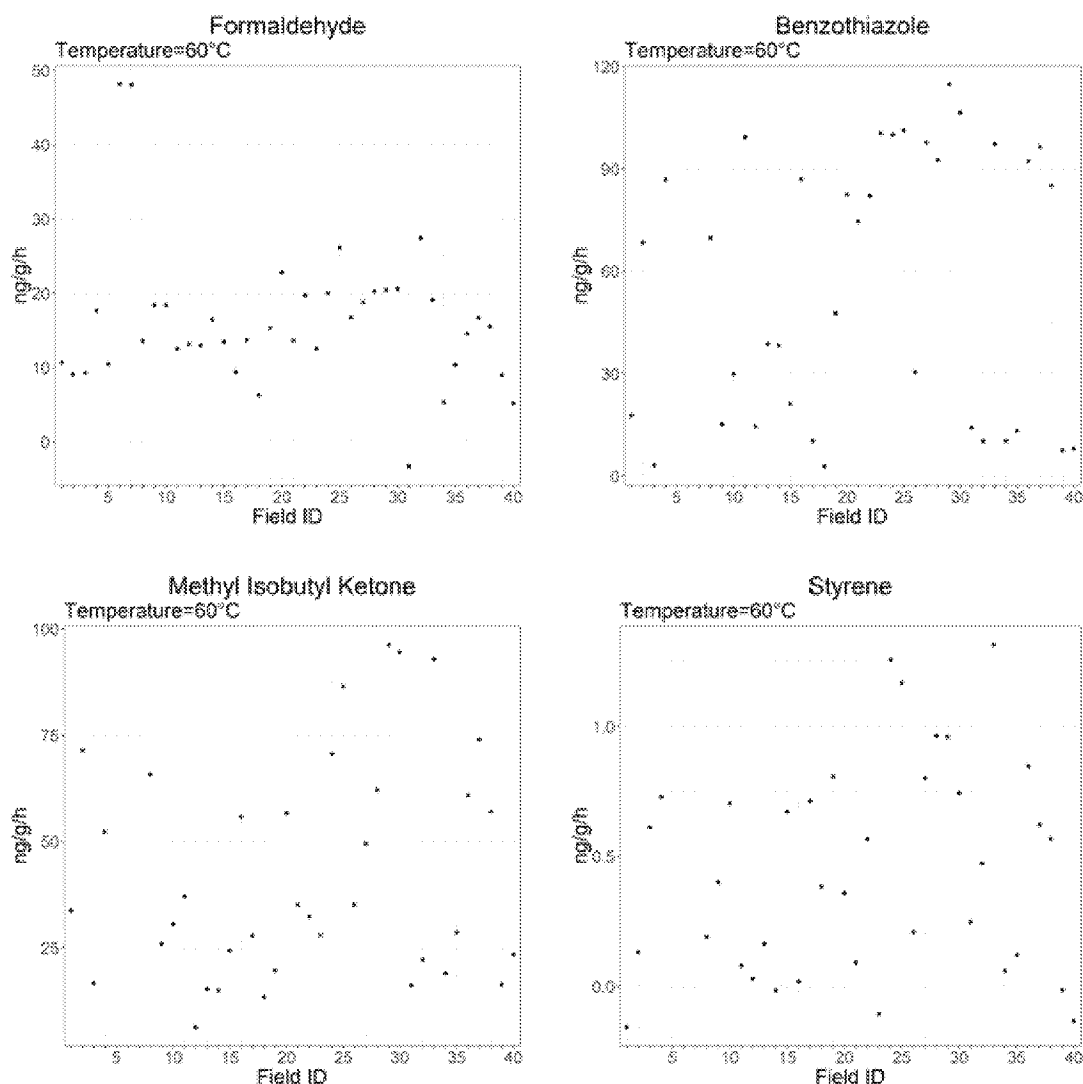 Formaldehyde
Temperature=60°C
50
40
30
20
10
0
ng/g/h
5 10 15 20 25 30 35 40
Field ID
Benzothiazole
Temperature=60°C
120
90
60
30
0
ng/g/h
5 10 15 20 25 30 35 40
Field ID
Methyl Isobutyl Ketone
Temperature=60°C
100
75
50
25
ng/g/h
5 10 15 20 25 30 35 40
Field ID
Styrene
Temperature=60°C
1.0
0.5
0.0
ng/g/h
5 10 15 20 25 30 35 40
Field ID